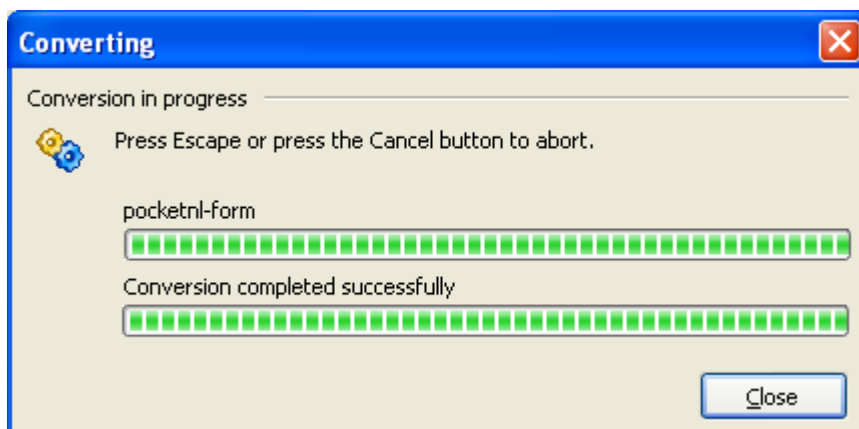 Converting
Conversion in progress
Press Escape or press the Cancel button to abort.
pocketnl-form
Conversion completed successfully
Close